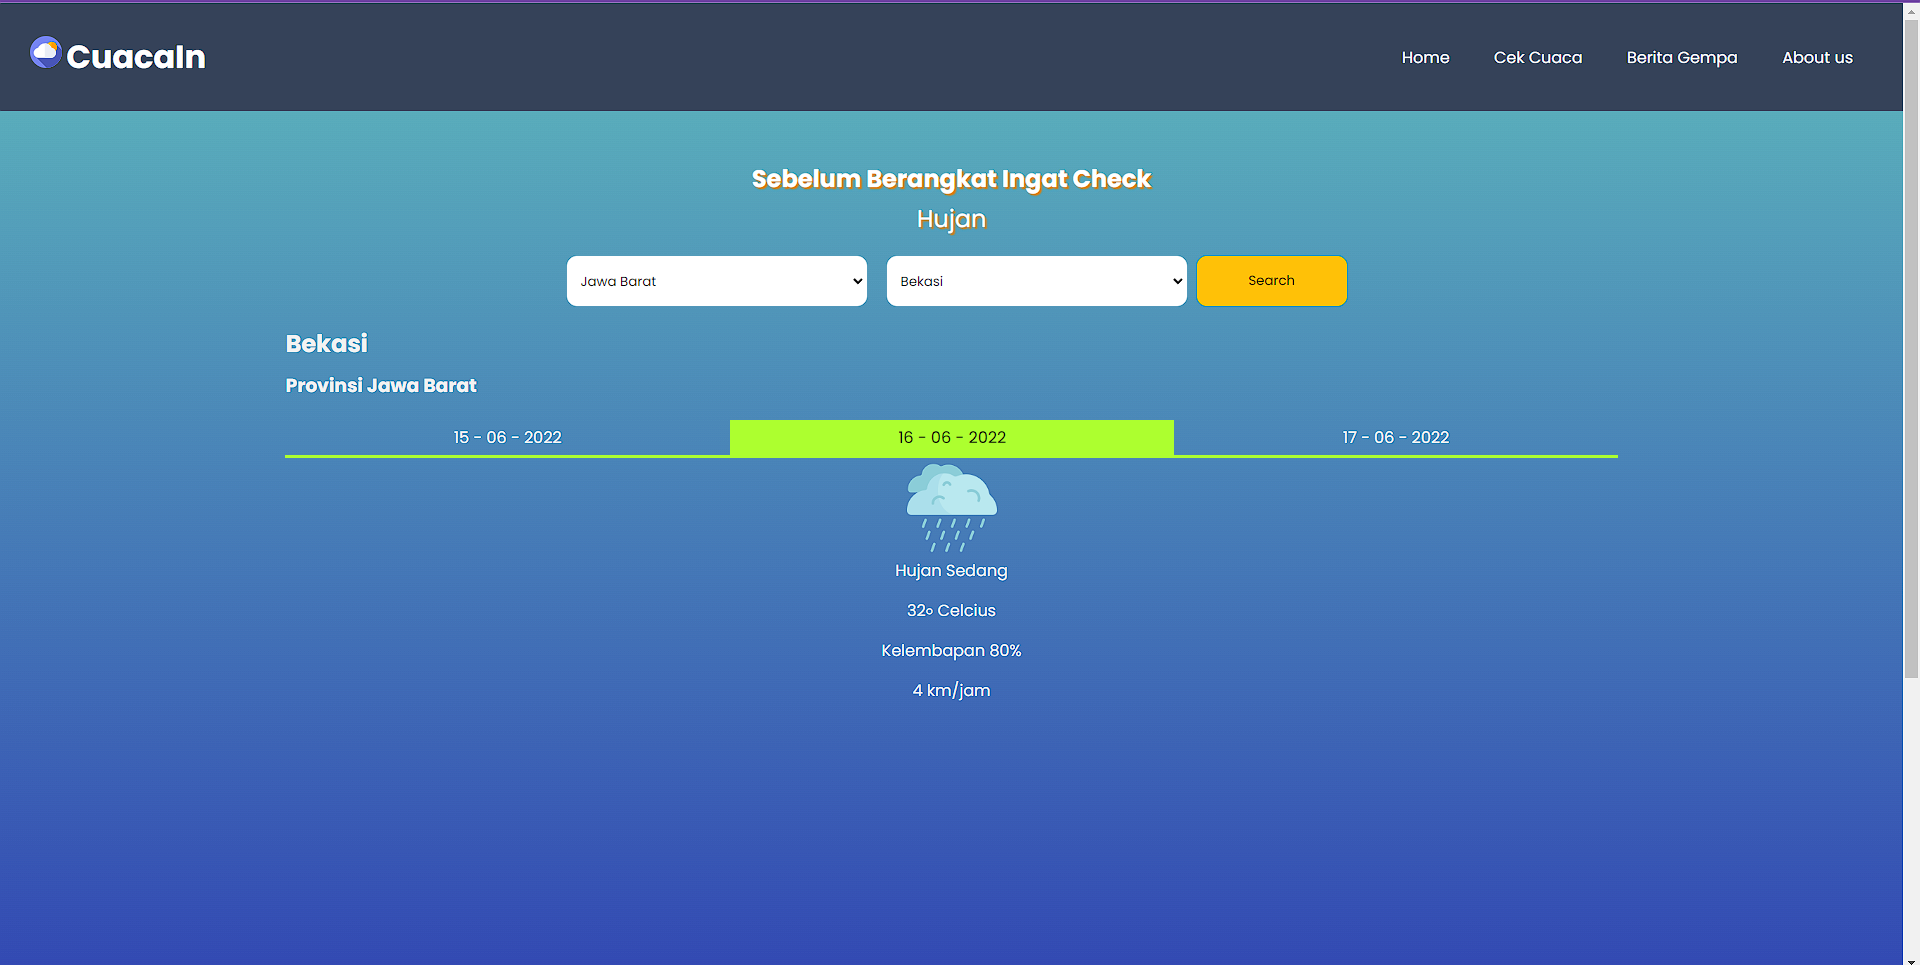 CuacaIn
Home Cek Cuaca Berita Gempa About us
Sebelum Berangkat Ingat Check
Hujan
Jawa Barat Bekasi Search
Bekasi
Provinsi Jawa Barat
15 - 06 - 2022 16 - 06 - 2022 17 - 06 - 2022
Hujan Sedang
32º Celcius
Kelembapan 80%
4 km/jam